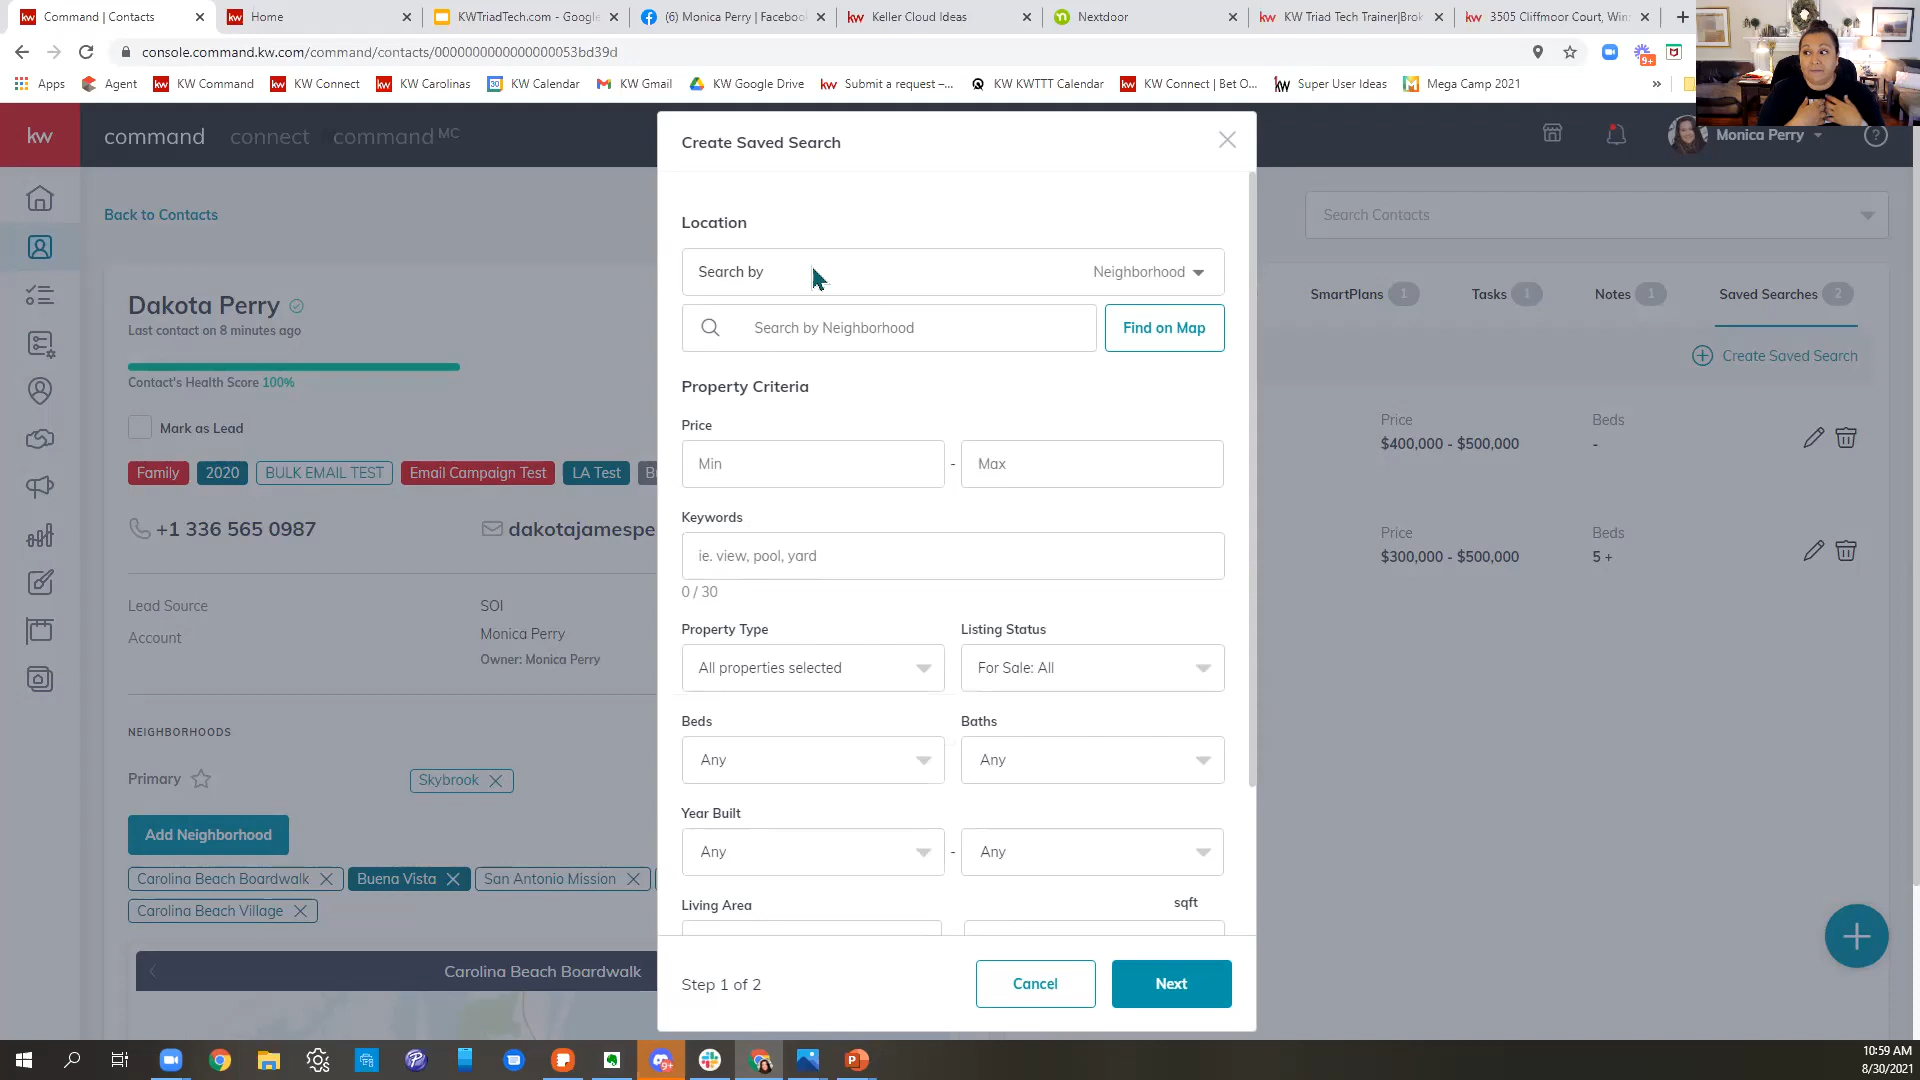 Command | Contacts
Home
KWTriadTech.com - Google
(6) Monica Perry | Faceboo
Keller Cloud Ideas
Nextdoor
KW Triad Tech Trainer|Brok
3505 Cliffmoor Court, Win
console.command.kw.com/command/contacts/0000000000000000053bd39d
9+
Apps
Agent
KW Command
KW Connect
KW Carolinas
KW Calendar
KW Gmail
KW Google Drive
Submit a request –...
KW KWTTT Calendar
KW Connect | Bet O...
Super User Ideas
Mega Camp 2021
kw
command
connect
command MC
Monica Perry
Back to Contacts
Search Contacts
Dakota Perry
Last contact on 8 minutes ago
Contact's Health Score 100%
Mark as Lead
Family
2020
BULK EMAIL TEST
Email Campaign Test
LA Test
+1 336 565 0987
dakotajamespe
Lead Source
SOI
Account
Monica Perry
Owner: Monica Perry
NEIGHBORHOODS
Primary
Skybrook
Add Neighborhood
Carolina Beach Boardwalk
Buena Vista
San Antonio Mission
Carolina Beach Village
Carolina Beach Boardwalk
Create Saved Search
Location
Search by
Neighborhood
Search by Neighborhood
Find on Map
Property Criteria
Price
Min
-
Max
Keywords
ie. view, pool, yard
0 / 30
Property Type
Listing Status
All properties selected
For Sale: All
Beds
Baths
Any
Any
Year Built
Any
-
Any
Living Area
sqft
Step 1 of 2
Cancel
Next
SmartPlans 1
Tasks 1
Notes 1
Saved Searches 2
Create Saved Search
Price
Beds
$400,000 - $500,000
-
Price
Beds
$300,000 - $500,000
5 +
9+
10:59 AM
8/30/2021